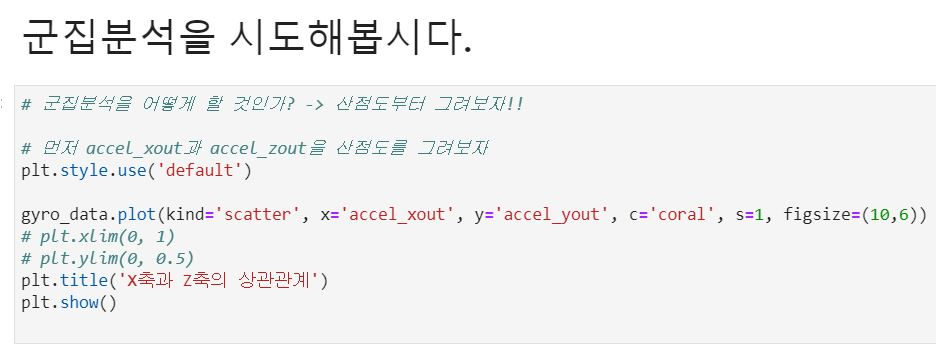 군집분석을 시도해봅시다.
# 군집분석을 어떻게 할 것인가? -> 산점도부터 그려보자!!
# 먼저 accel_xout과 accel_zout을 산점도를 그려보자
plt.style.use('default')
gyro_data.plot(kind='scatter', x='accel_xout', y='accel_yout', c='coral', s=1, figsize=(10,6))
# plt.xlim(0, 1)
# plt.ylim(0, 0.5)
plt.title('X축과 Z축의 상관관계')
plt.show()